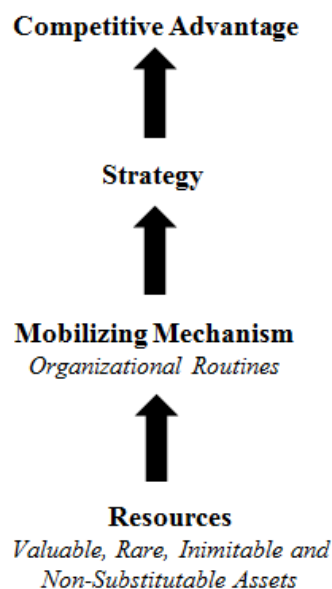 Competitive Advantage
Strategy
Mobilizing Mechanism
Organizational Routines
Resources
Valuable, Rare, Inimitable and
Non-Substitutable Assets